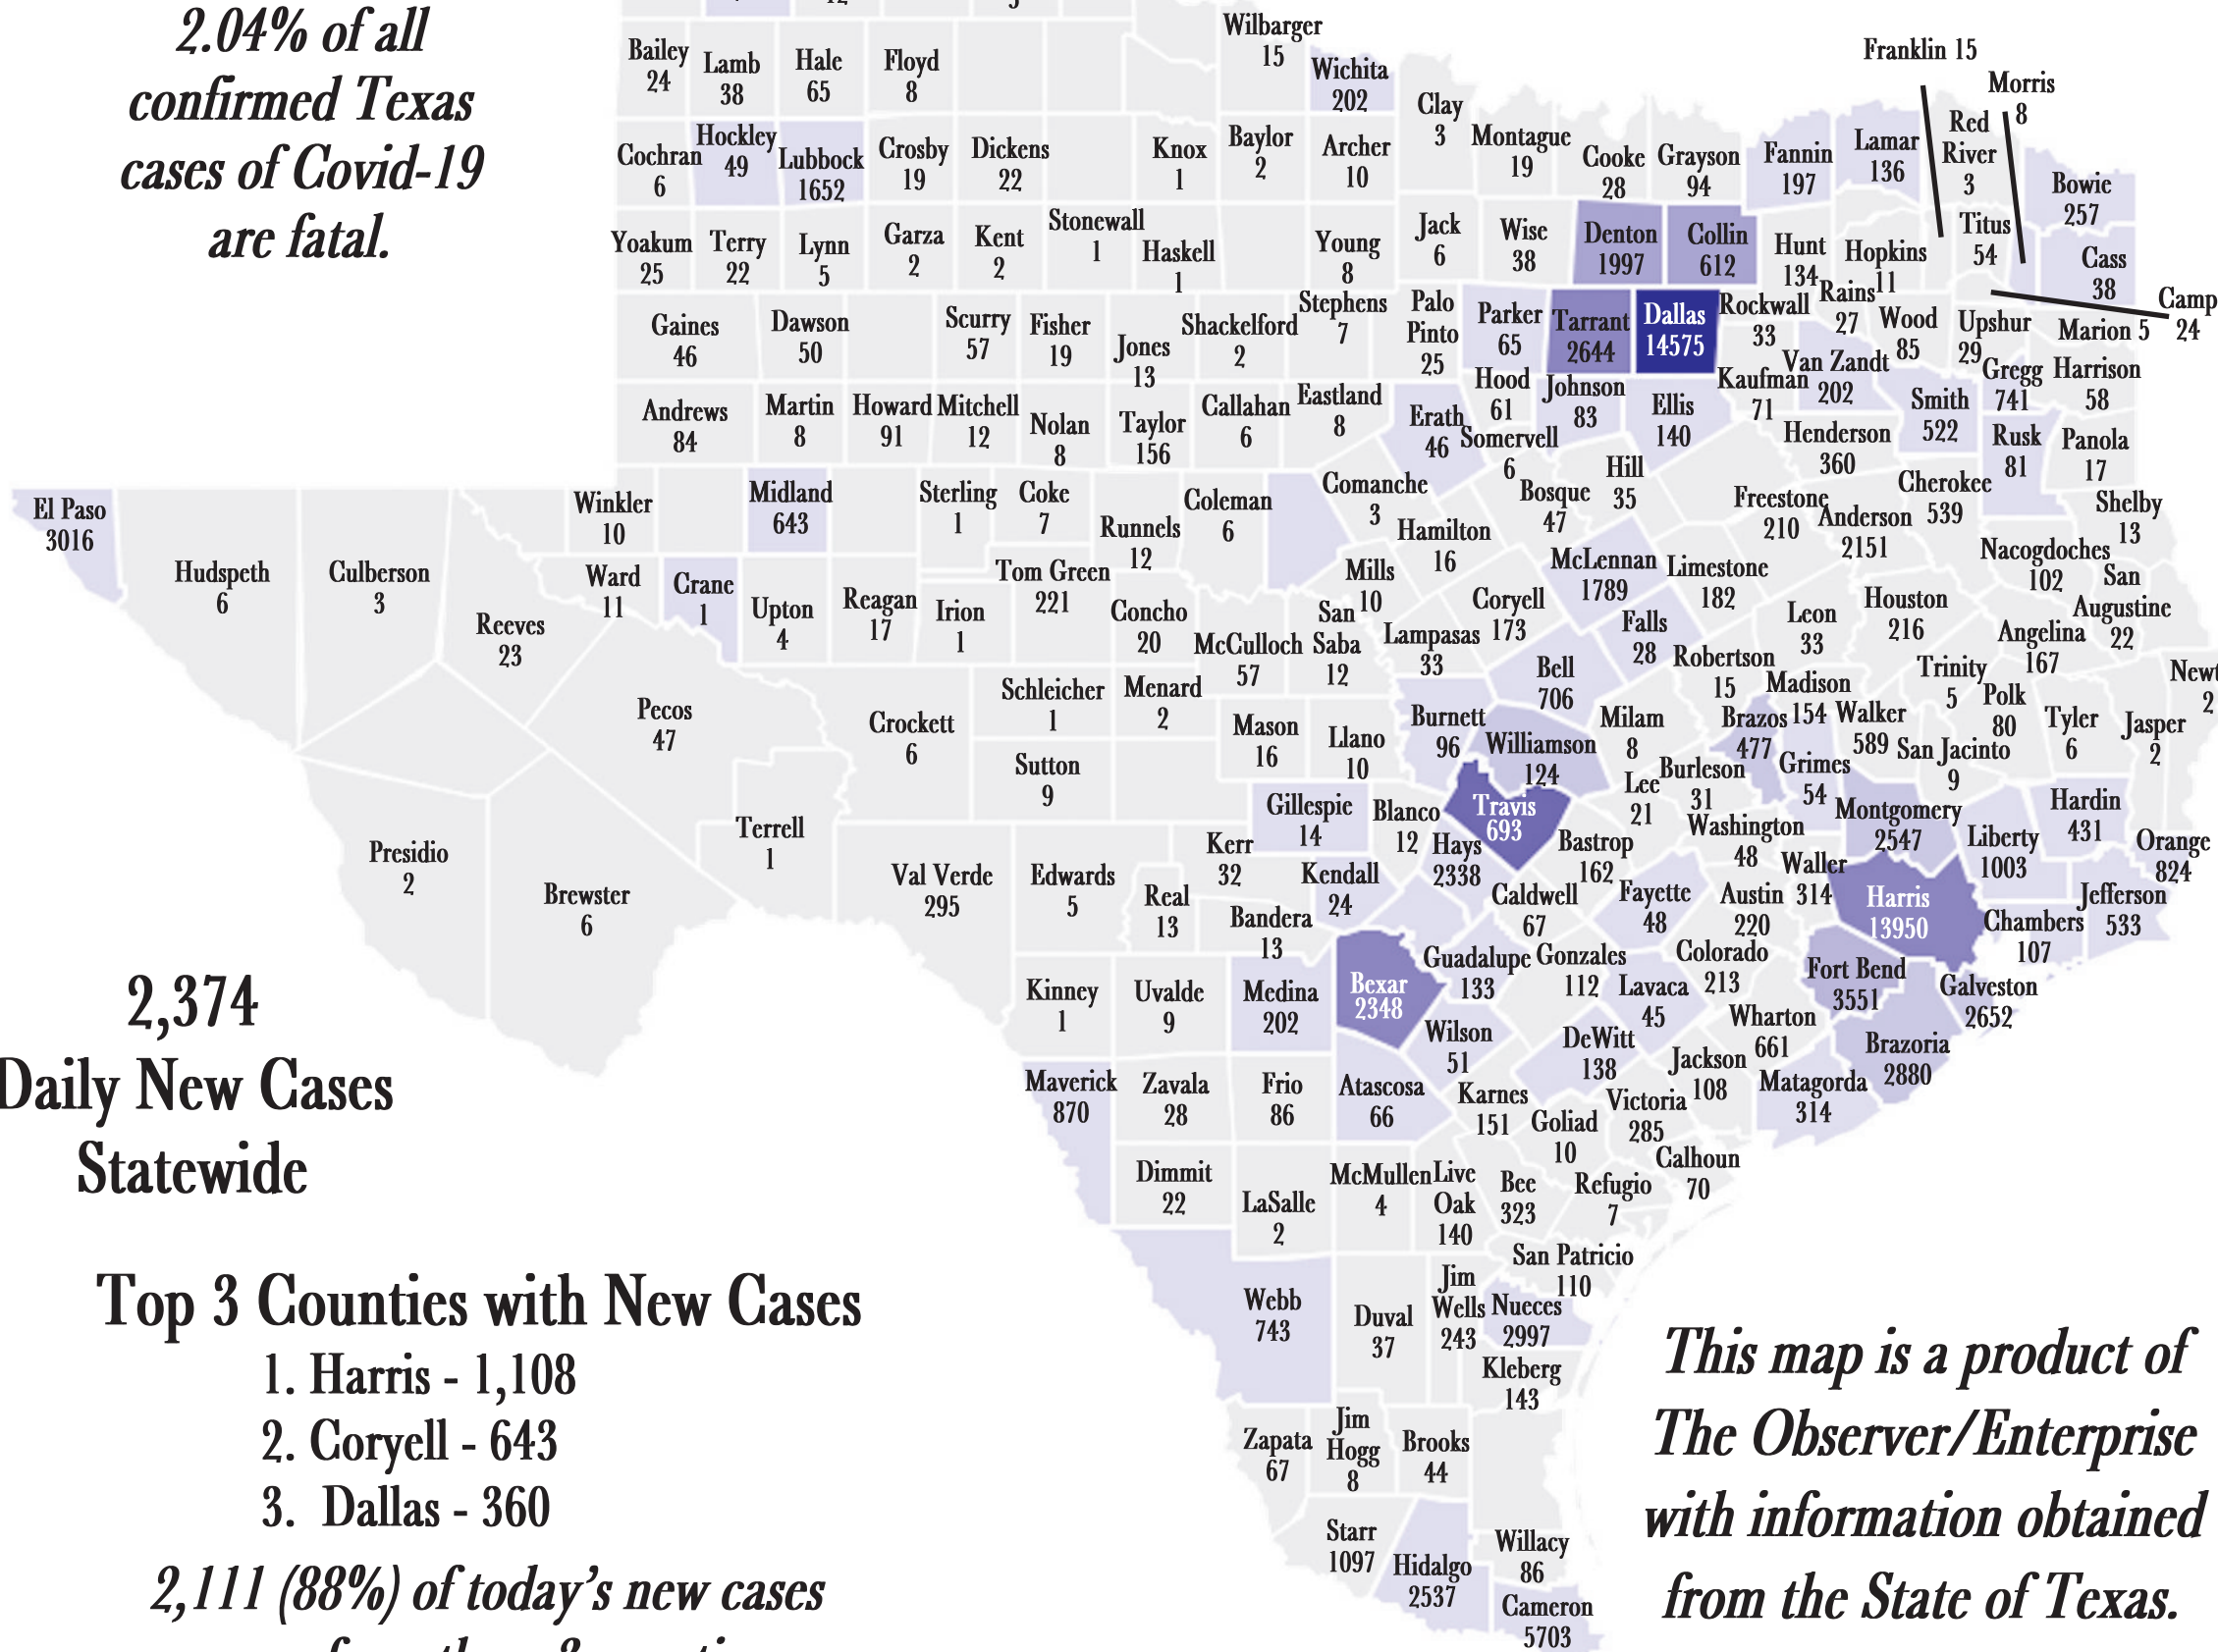 2.04% of all
confirmed Texas
cases of Covid-19
are fatal.
Wilbarger
15
Bailey
24
Lamb
38
Hale
65
Floyd
8
Wichita
202
Clay
3
Franklin 15
Morris
8
Red
River
3
Cochran
6
Hockley
49
Lubbock
1652
Crosby
19
Dickens
22
Knox
1
Baylor
2
Archer
10
Montague
19
Cooke
28
Grayson
94
Fannin
197
Lamar
136
Bowie
257
Yoakum
25
Terry
22
Lynn
5
Garza
2
Kent
2
Stonewall
1
Haskell
1
Young
8
Jack
6
Wise
38
Denton
1997
Collin
612
Hunt
134
Hopkins
11
Titus
54
Cass
38
Camp
24
Gaines
46
Dawson
50
Scurry
57
Fisher
19
Jones
13
Shackelford
2
Stephens
7
Palo
Pinto
25
Parker
65
Tarrant
2644
Dallas
14575
Rockwall
33
Rains
27
Wood
85
Upshur
29
Marion 5
Andrews
84
Martin
8
Howard
91
Mitchell
12
Nolan
8
Taylor
156
Callahan
6
Eastland
8
Erath
46
Hood
61
Somervell
6
Johnson
83
Ellis
140
Kaufman
71
Van Zandt
202
Henderson
360
Smith
522
Gregg
741
Harrison
58
Rusk
81
Panola
17
El Paso
3016
Hudspeth
6
Culberson
3
Reeves
23
Winkler
10
Ward
11
Midland
643
Crane
1
Upton
4
Reagan
17
Sterling
1
Irion
1
Coke
7
Tom Green
221
Runnels
12
Concho
20
Coleman
6
McCulloch
57
Comanche
3
Hamilton
16
Mills
10
San
Saba
12
Lampasas
33
Bosque
47
Hill
35
Coryell
173
McLennan
1789
Limestone
182
Falls
28
Bell
706
Freestone
210
Anderson
2151
Cherokee
539
Shelby
13
Nacogdoches
102
San
Augustine
22
Leon
33
Houston
216
Angelina
167
Robertson
15
Madison
154
Trinity
5
Polk
80
Tyler
6
Jasper
2
Newt
2
Pecos
47
Crockett
6
Schleicher
1
Menard
2
Sutton
9
Mason
16
Llano
10
Burnett
96
Williamson
124
Milam
8
Brazos
477
Walker
589
San Jacinto
9
Grimes
54
Burleson
31
Lee
21
Travis
693
Washington
48
Montgomery
2547
Liberty
1003
Hardin
431
Orange
824
Jefferson
533
Chambers
107
Presidio
2
Brewster
6
Terrell
1
Val Verde
295
Edwards
5
Real
13
Kerr
32
Gillespie
14
Blanco
12
Hays
2338
Kendall
24
Bandera
13
Bastrop
162
Caldwell
67
Fayette
48
Austin
220
Waller
314
Harris
13950
Kinney
1
Uvalde
9
Medina
202
Bexar
2348
Guadalupe
133
Gonzales
112
Lavaca
45
Colorado
213
Fort Bend
3551
Galveston
2652
Wilson
51
DeWitt
138
Wharton
661
Brazoria
2880
Jackson
108
Matagorda
314
Maverick
870
Zavala
28
Frio
86
Atascosa
66
Karnes
151
Goliad
10
Victoria
285
Calhoun
70
Dimmit
22
LaSalle
2
McMullen
4
Live
Oak
140
Bee
323
Refugio
7
San Patricio
110
Webb
743
Duval
37
Jim
Wells
243
Nueces
2997
Kleberg
143
Zapata
67
Jim
Hogg
8
Brooks
44
Starr
1097
Hidalgo
2537
Willacy
86
Cameron
5703
2,374
Daily New Cases
Statewide
Top 3 Counties with New Cases
1. Harris - 1,108
2. Coryell - 643
3. Dallas - 360
2,111 (88%) of today's new cases
This map is a product of
The Observer/Enterprise
with information obtained
from the State of Texas.